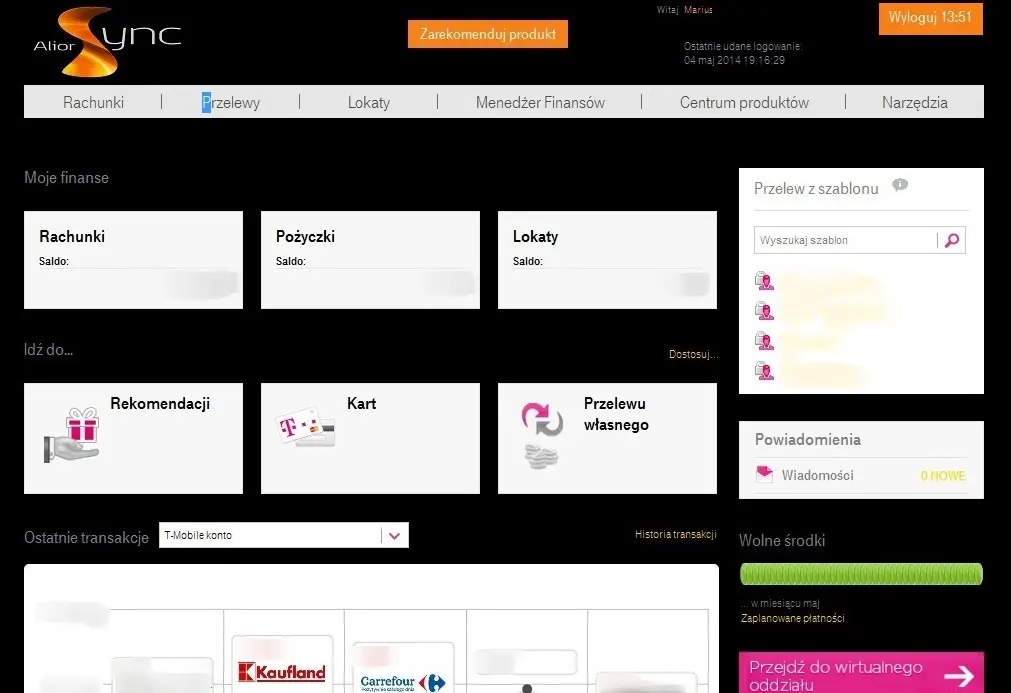 Alior Sync
Zarekomenduj produkt
Witaj Marius
Ostatnie udane logowanie:
04 maj 2014 19:16:29
Wyloguj 13:51
Rachunki | Przelewy | Lokaty | Menedżer Finansów | Centrum produktów | Narzędzia
Moje finanse
Rachunki
Saldo:
Pożyczki
Saldo:
Lokaty
Saldo:
Idź do...
Dostosuj...
Rekomendacji
Kart
T
Przelewu
własnego
Ostatnie transakcje
T-Mobile konto
Historia transakcji
Kaufland
Carrefour
Pozytywnie każdego dnia
Przelew z szablonu
i
Wyszukaj szablon
Powiadomienia
Wiadomości
0 NOWE
Wolne środki
... w miesiącu maj
Zaplanowane płatności
Przejdź do wirtualnego
oddziału